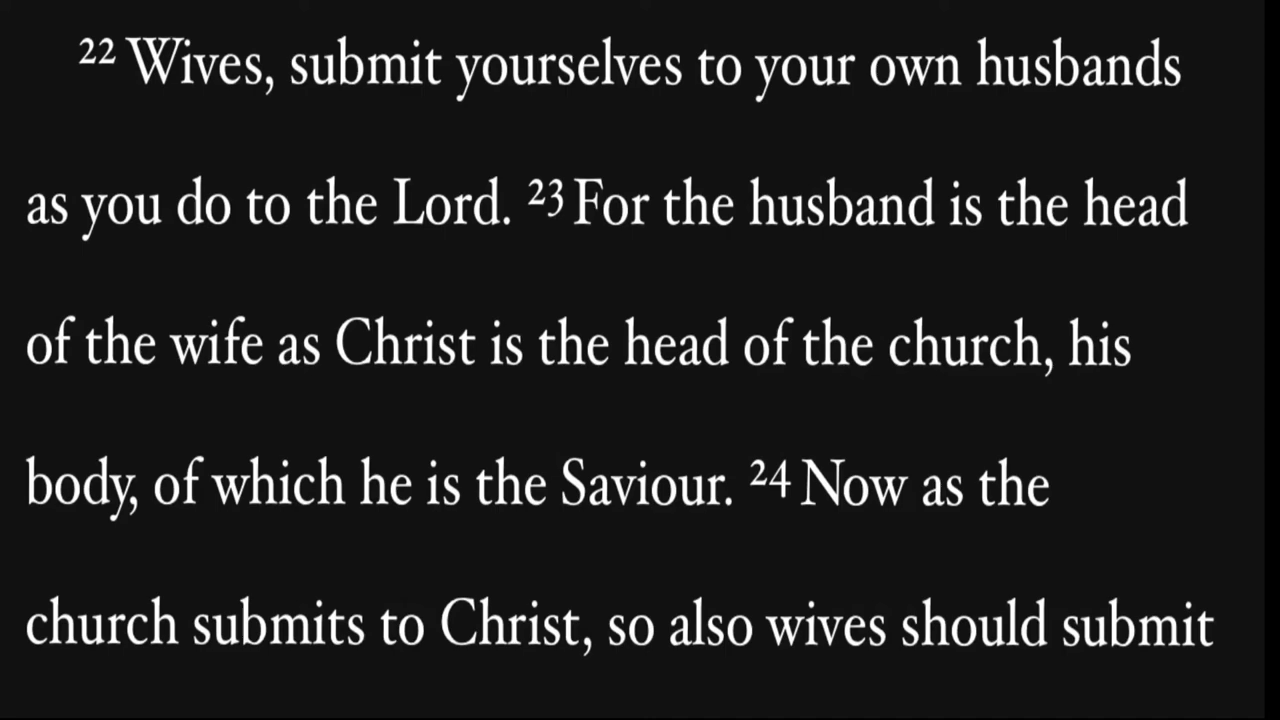 22 Wives, submit yourselves to your own husbands
as you do to the Lord. 23 For the husband is the head
of the wife as Christ is the head of the church, his
body, of which he is the Saviour. 24 Now as the
church submits to Christ, so also wives should submit